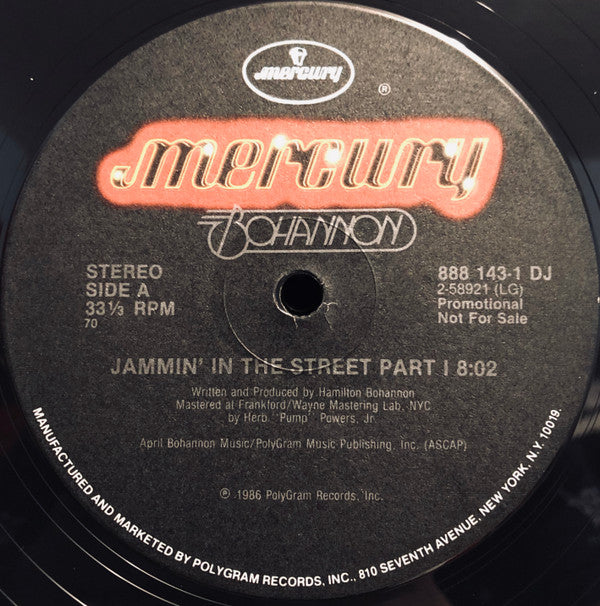 mercury
®
mercury
BOHANNON
STEREO
SIDE A
33⅓ RPM
70
888 143-1 DJ
2-58921 (LG)
Promotional
Not For Sale
JAMMIN' IN THE STREET PART I 8:02
Written and Produced by Hamilton Bohannon
Mastered at Frankford/Wayne Mastering Lab, NYC
by Herb "Pump" Powers, Jr.
April Bohannon Music/PolyGram Music Publishing, Inc. (ASCAP)
℗ 1986 PolyGram Records, Inc.
MANUFACTURED AND MARKETED BY POLYGRAM RECORDS, INC., 810 SEVENTH AVENUE, NEW YORK, N.Y. 10019.